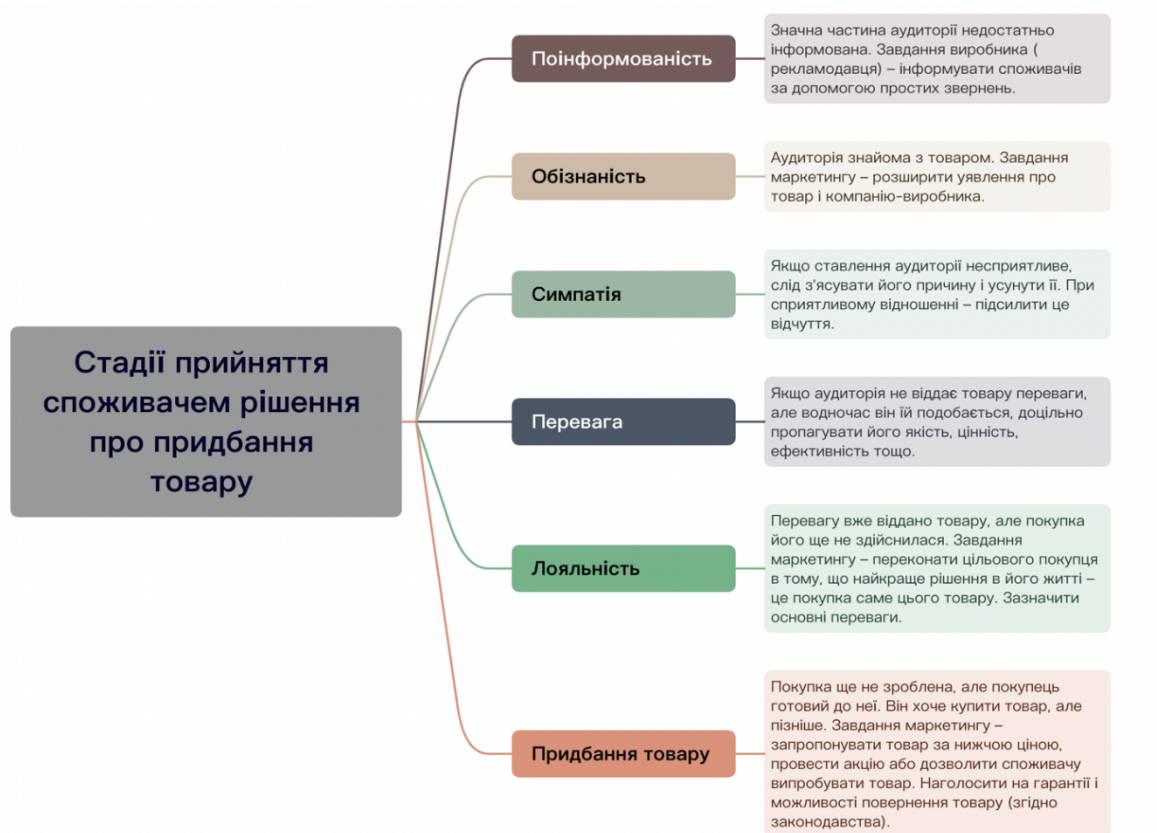 Стадії прийняття
споживачем рішення
про придбання
товару
Поінформованість
Значна частина аудиторії недостатньо
інформована. Завдання виробника (
рекламодавця) – інформувати споживачів
за допомогою простих звернень.
Обізнаність
Аудиторія знайома з товаром. Завдання
маркетингу – розширити уявлення про
товар і компанію-виробника.
Симпатія
Якщо ставлення аудиторії несприятливе,
слід з'ясувати його причину і усунути її. При
сприятливому відношенні – підсилити це
відчуття.
Перевага
Якщо аудиторія не віддає товару переваги,
але водночас він їй подобається, доцільно
пропагувати його якість, цінність,
ефективність тощо.
Лояльність
Перевагу вже віддано товару, але покупка
його ще не здійснилася. Завдання
маркетингу – переконати цільового покупця
в тому, що найкраще рішення в його житті –
це покупка саме цього товару. Зазначити
основні переваги.
Придбання товару
Покупка ще не зроблена, але покупець
готовий до неї. Він хоче купити товар, але
пізніше. Завдання маркетингу –
запропонувати товар за нижчою ціною,
провести акцію або дозволити споживачу
випробувати товар. Наголосити на гарантії і
можливості повернення товару (згідно
законодавства).